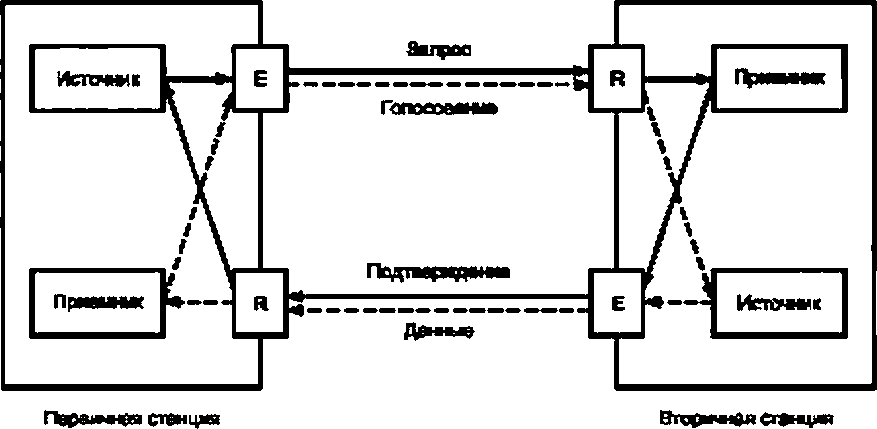 Запрос
Источник
E
R
Приемник
Голосование
Подтверждение
Приемник
R
E
Источник
Данные
Первичная станция
Вторичная станция